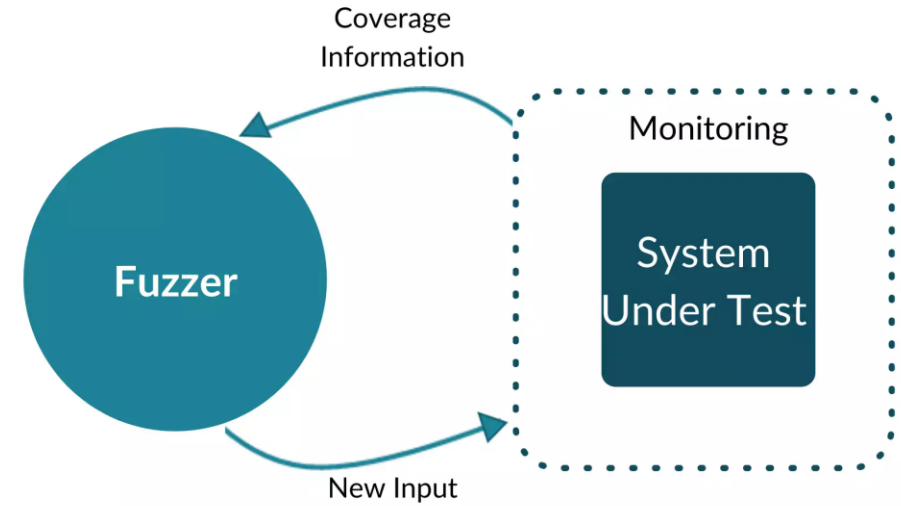 Coverage
Information
Monitoring
System
Under Test
Fuzzer
New Input